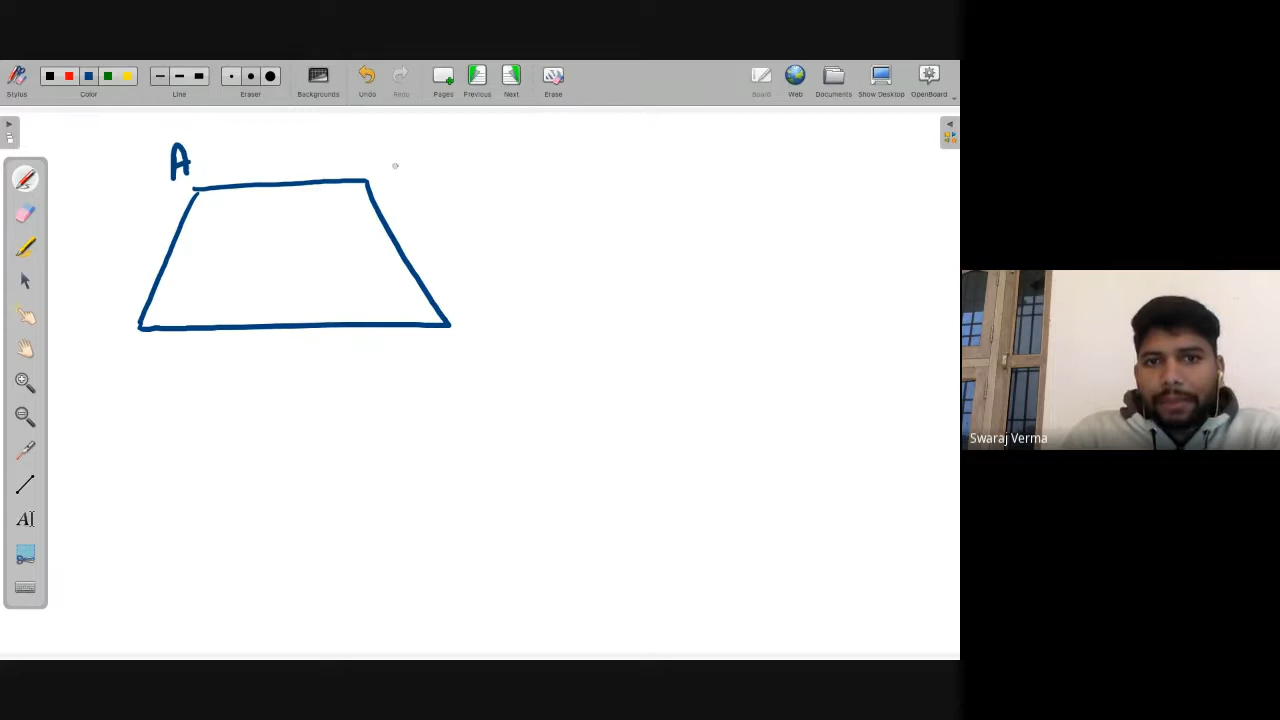 Stylus Color Line Eraser Backgrounds Undo Redo Pages Previous Next Erase Board Web Documents Show Desktop OpenBoard
A
AI
Swaraj Verma